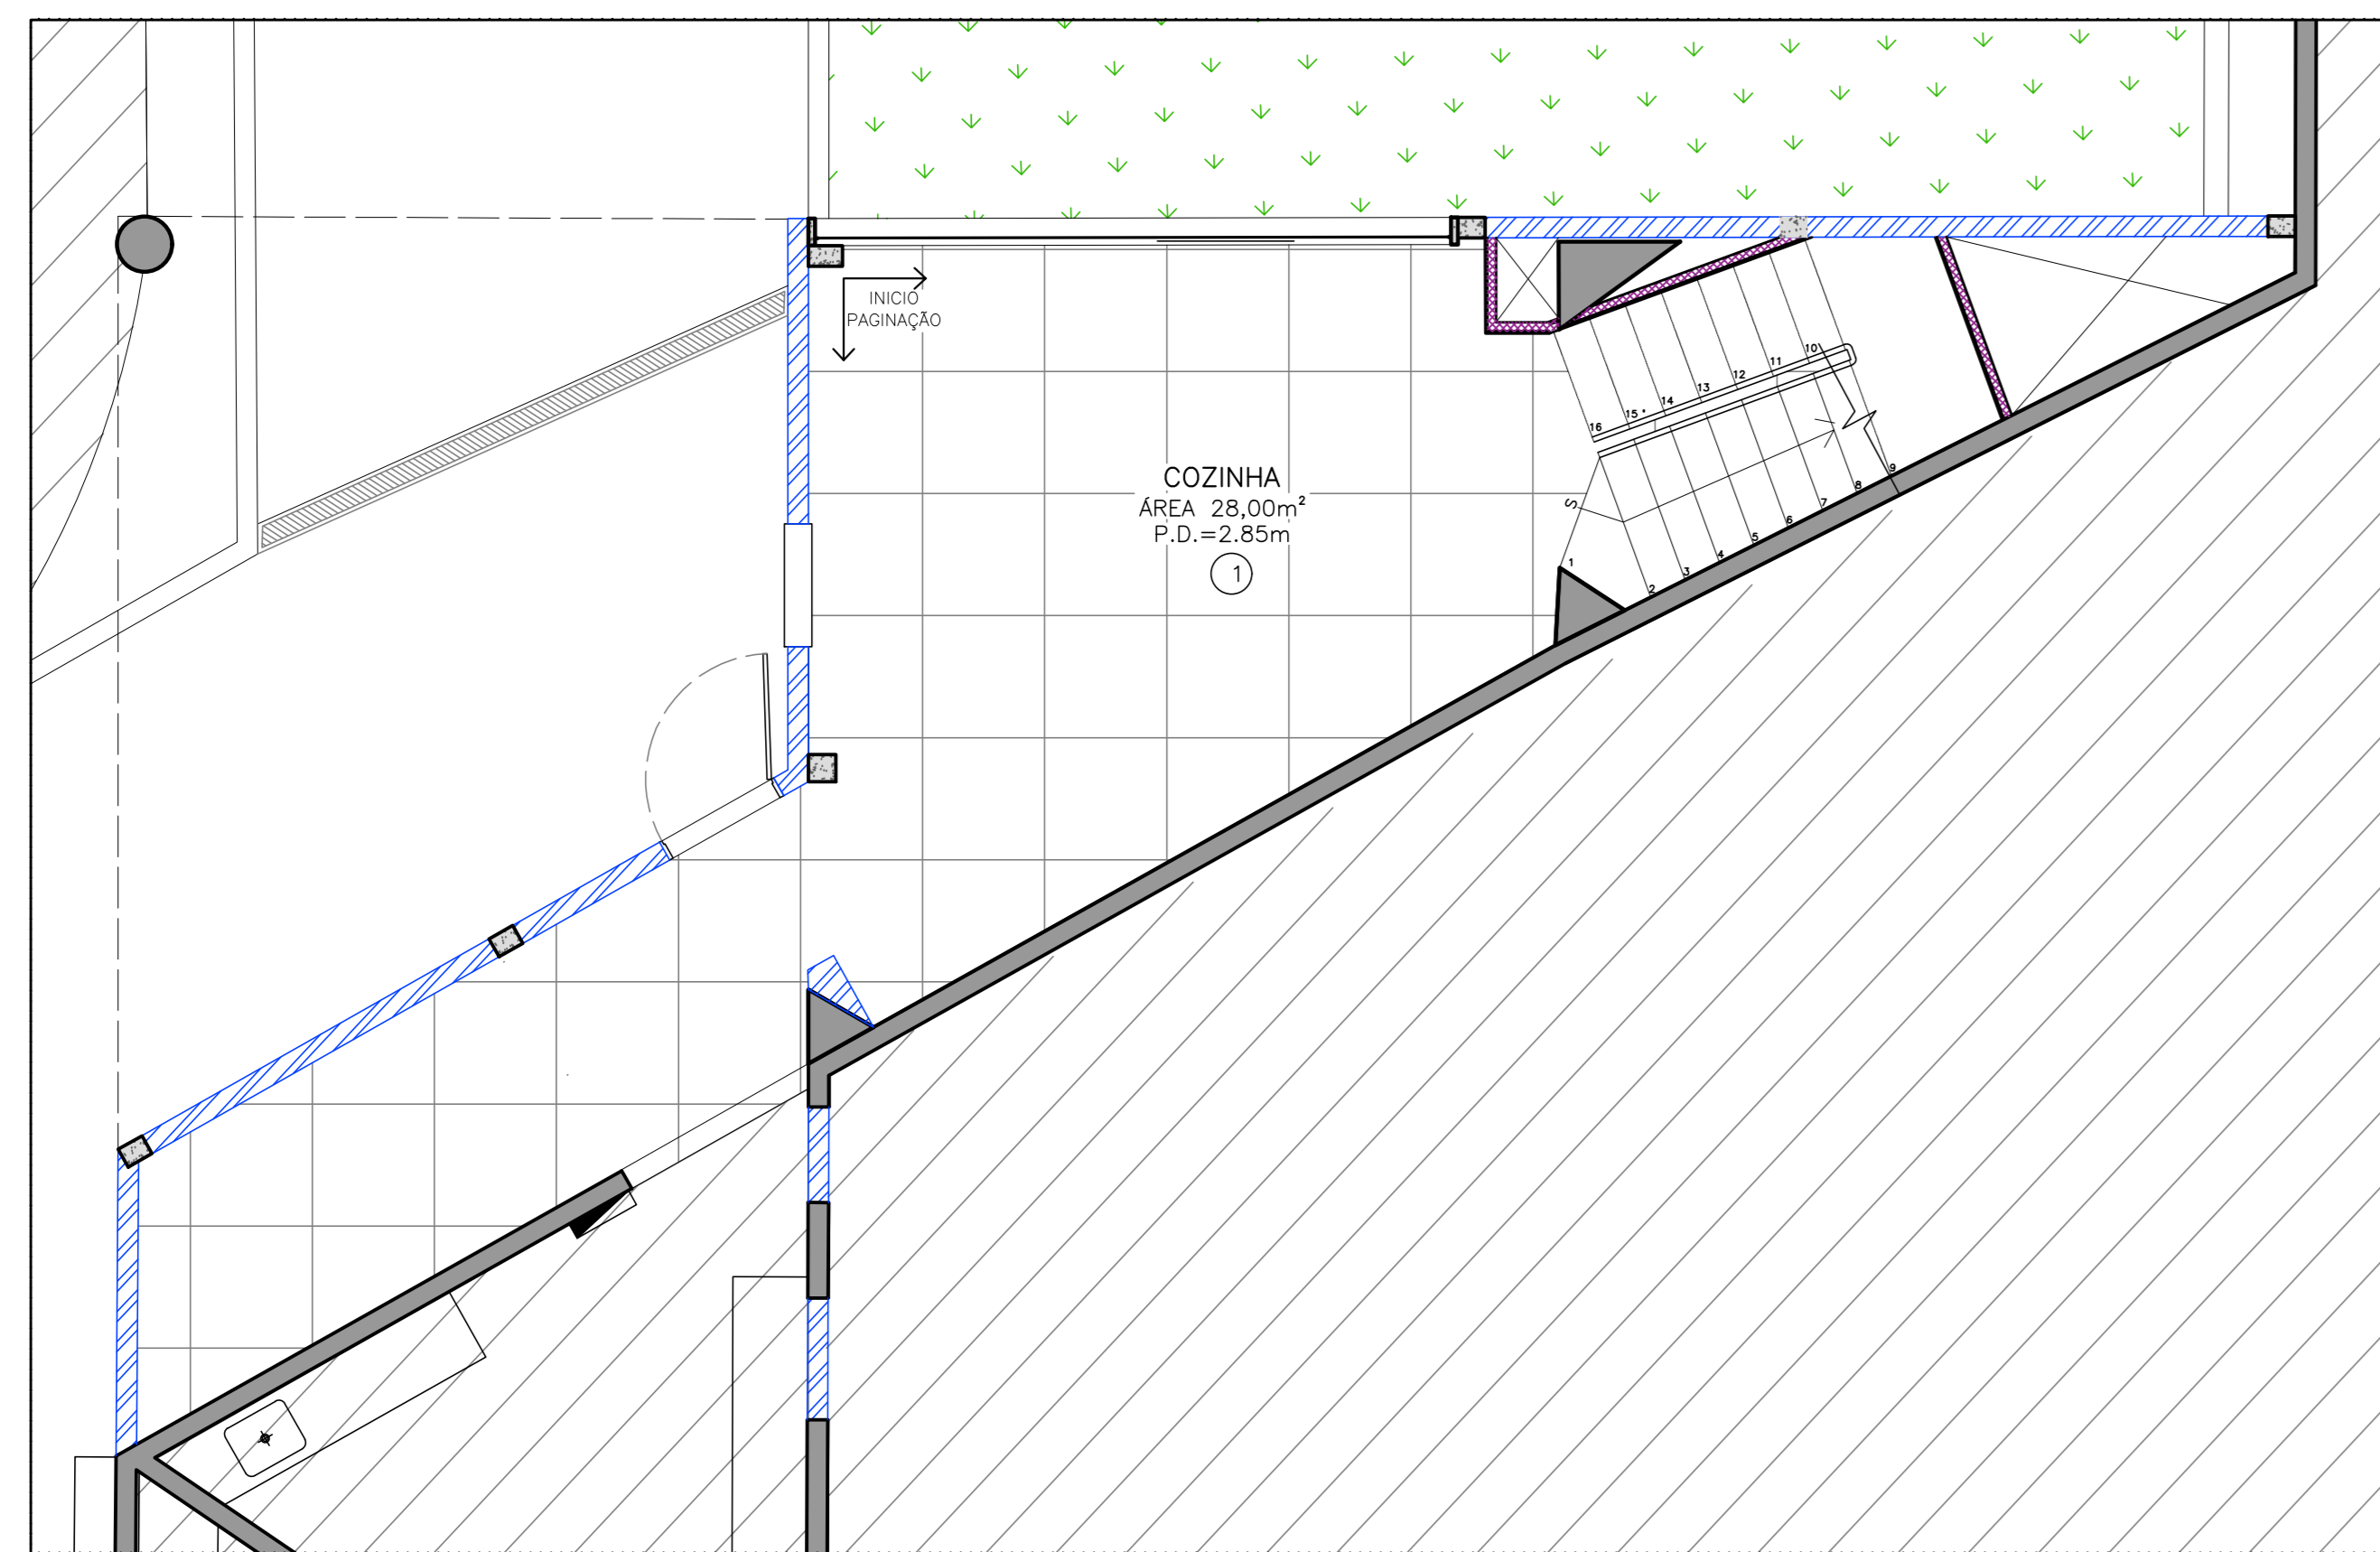 INICIO
PAGINAÇÃO
COZINHA
ÁREA 28,00m²
P.D.=2.85m
1
10
11
12
13
14
15
16
9
8
7
6
5
4
3
2
1
S